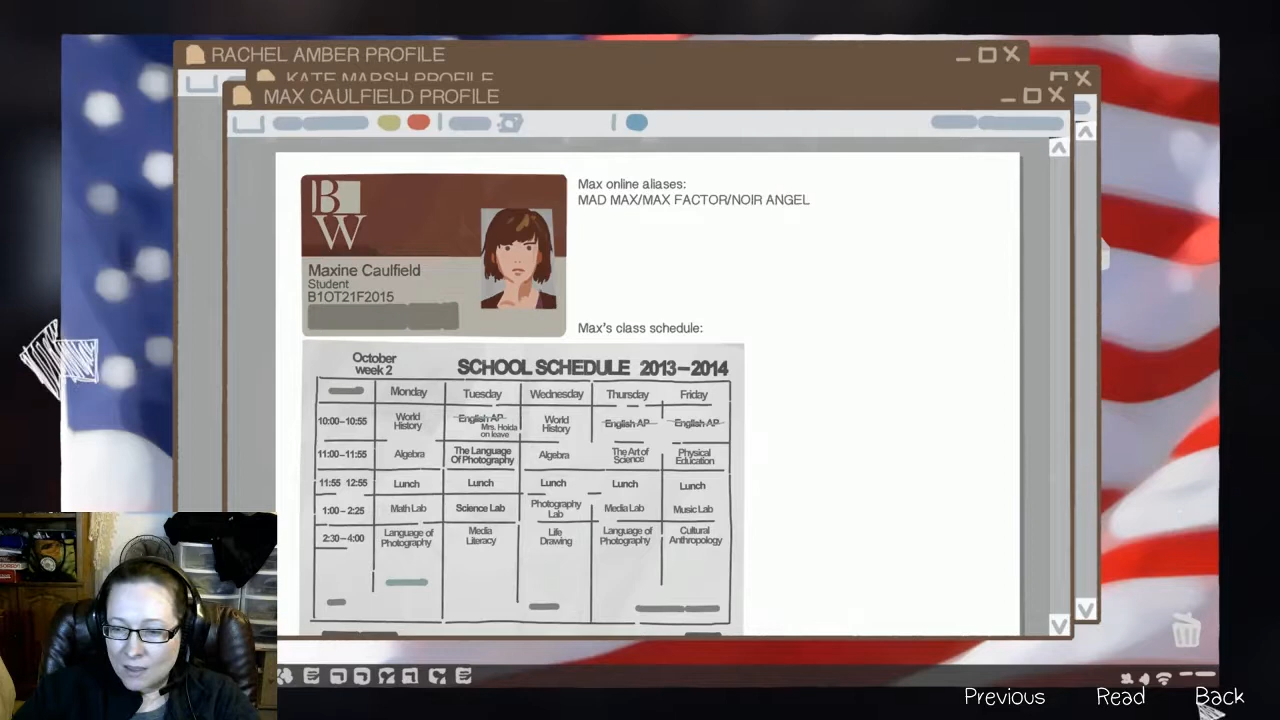 RACHEL AMBER PROFILE
KATE MARSH PROFILE
MAX CAULFIELD PROFILE
B
W
Maxine Caulfield
Student
B1OT21F2015
Max online aliases:
MAD MAX/MAX FACTOR/NOIR ANGEL
Max's class schedule:
October
week 2
SCHOOL SCHEDULE 2013-2014
Monday Tuesday Wednesday Thursday Friday
10:00-10:55 World History English AP Mrs. Hoida on leave World History English AP English AP
11:00-11:55 Algebra The Language Of Photography Algebra The Art of Science Physical Education
11:55 12:55 Lunch Lunch Lunch Lunch Lunch
1:00-2:25 Math Lab Science Lab Photography Lab Media Lab Music Lab
2:30-4:00 Language of Photography Media Literacy Life Drawing Language of Photography Cultural Anthropology
Previous Read Back